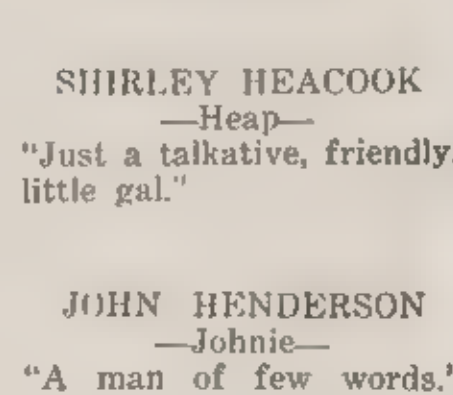 SHIRLEY HEACOOK
—Heap—
"Just a talkative, friendly,
little gal."
JOHN HENDERSON
—Johnie—
"A man of few words."